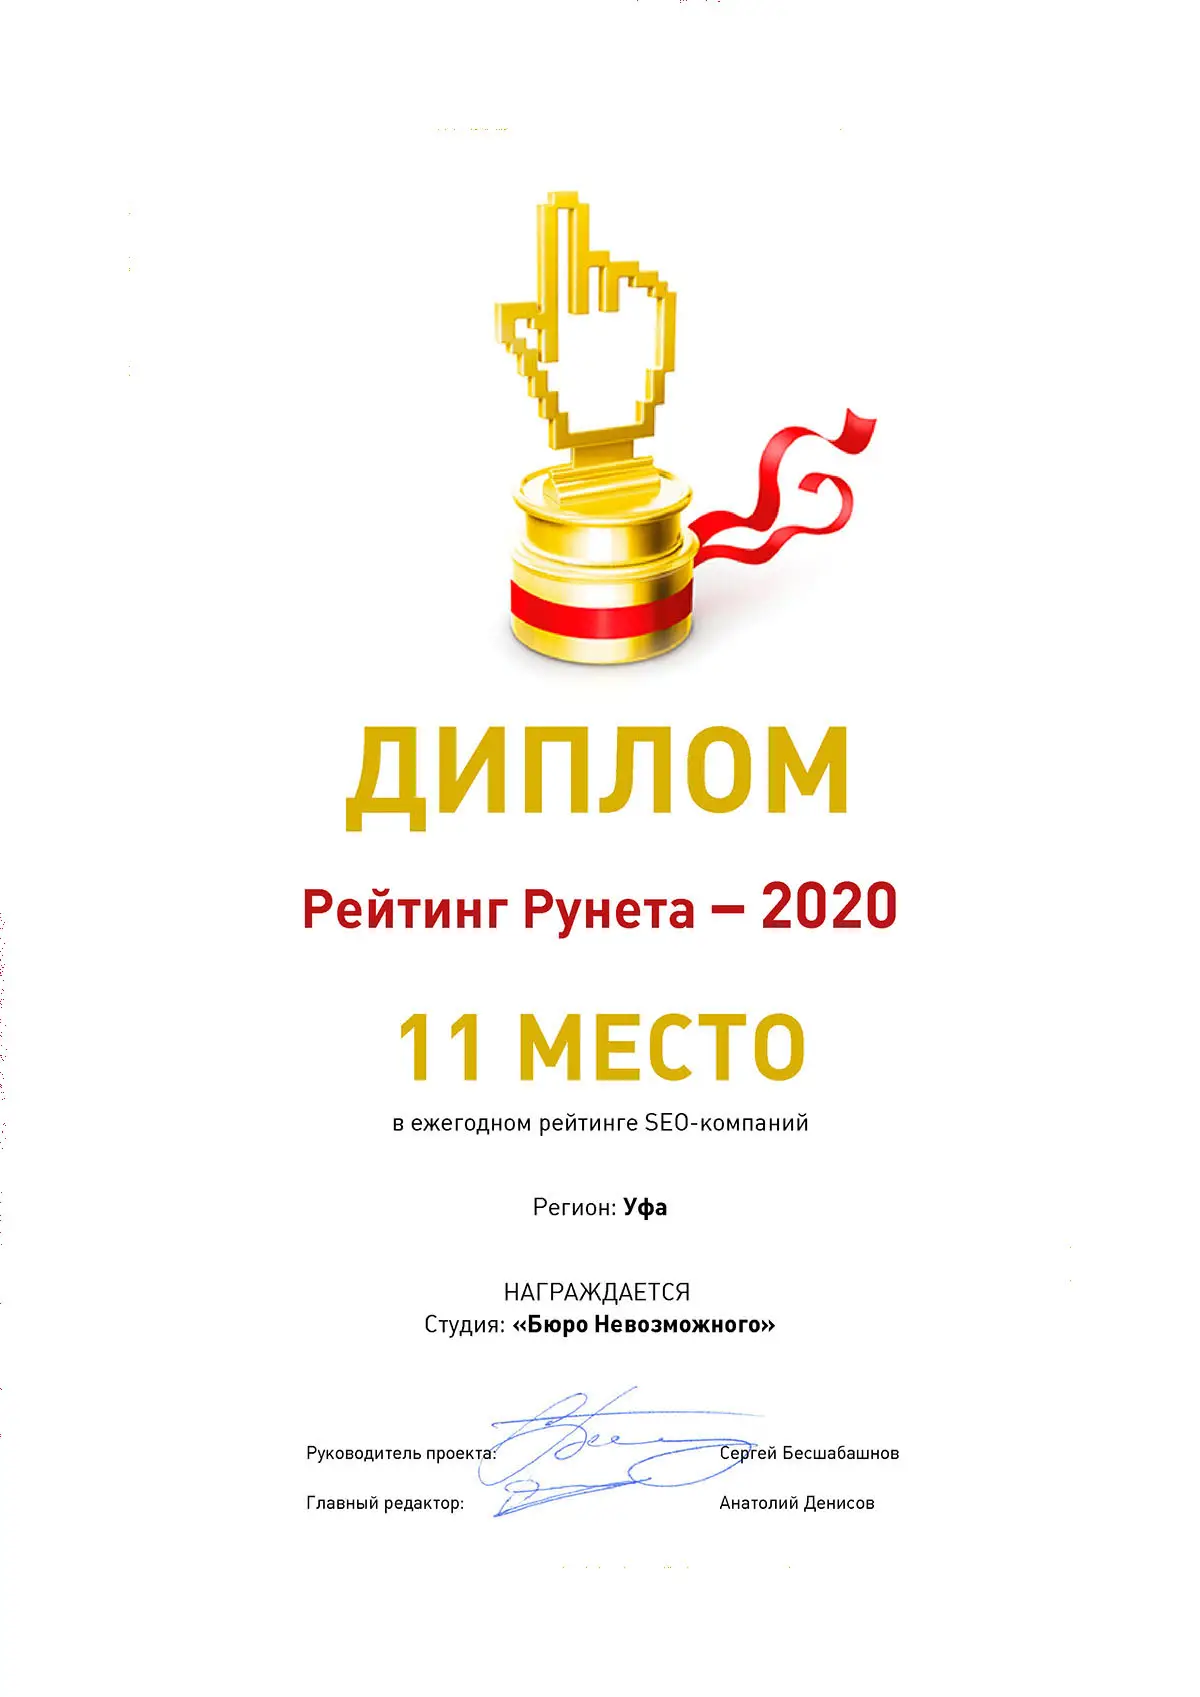 ДИПЛОМ
Рейтинг Рунета – 2020
11 МЕСТО
в ежегодном рейтинге SEO-компаний
Регион: Уфа
НАГРАЖДАЕТСЯ
Студия: «Бюро Невозможного»
Руководитель проекта: Сергей Бесшабашнов
Главный редактор: Анатолий Денисов